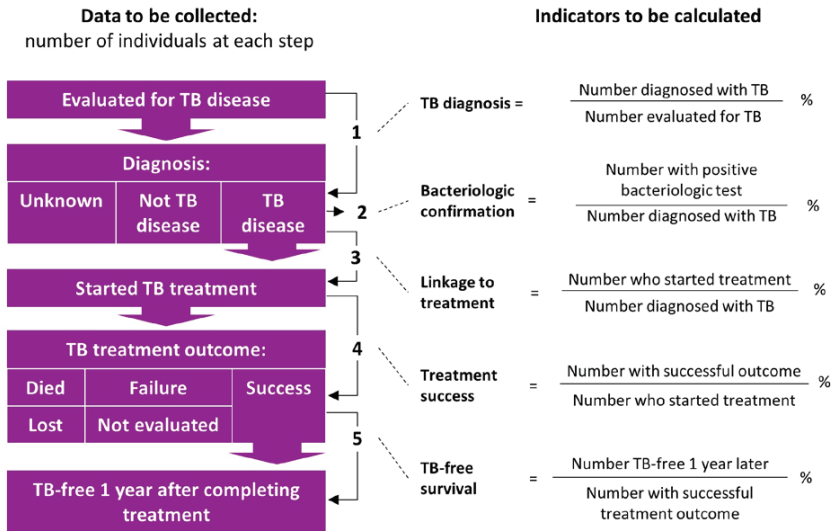 Data to be collected:
number of individuals at each step
Evaluated for TB disease
1
Diagnosis:
Unknown
Not TB
disease
TB
disease
2
3
Started TB treatment
TB treatment outcome:
4
Died
Failure
Success
Lost
Not evaluated
5
TB-free 1 year after completing
treatment
Indicators to be calculated
TB diagnosis =
Number diagnosed with TB
Number evaluated for TB
%
Bacteriologic
confirmation
=
Number with positive
bacteriologic test
Number diagnosed with TB
%
Linkage to
treatment
=
Number who started treatment
Number diagnosed with TB
%
Treatment
success
=
Number with successful outcome
Number who started treatment
%
TB-free
survival
=
Number TB-free 1 year later
Number with successful
treatment outcome
%